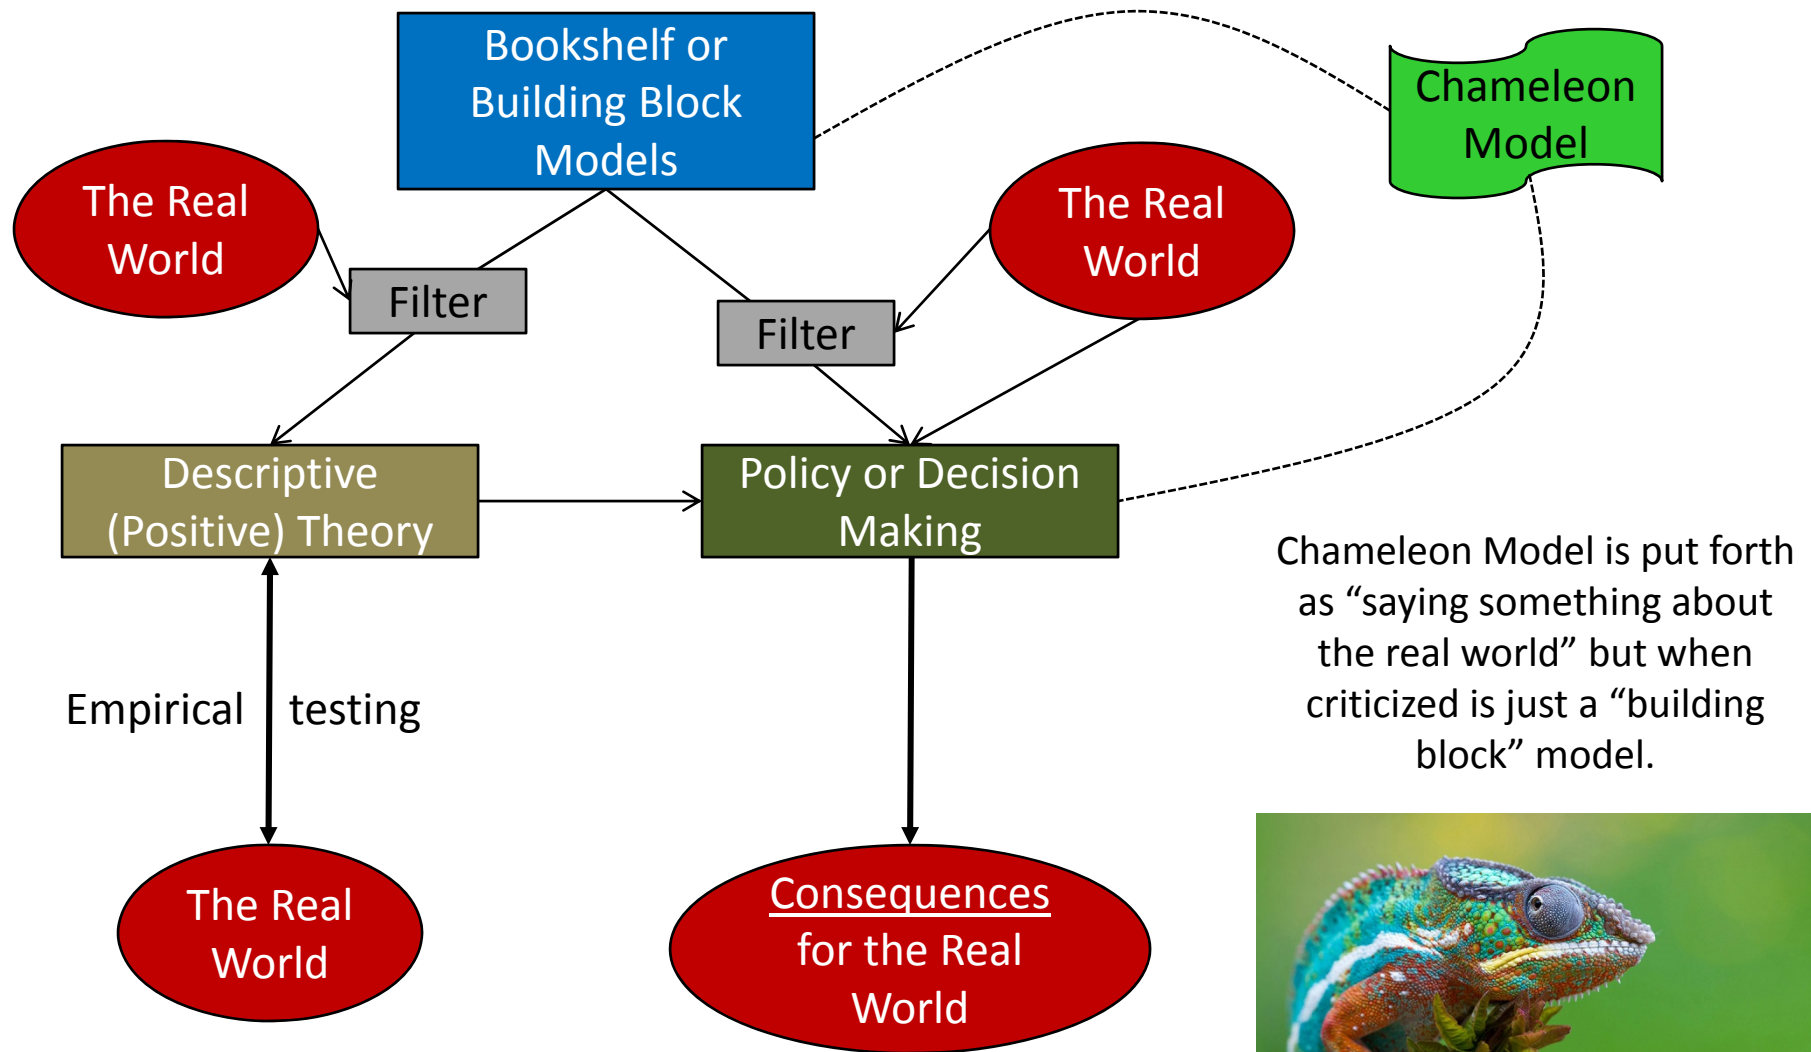 Bookshelf or
Building Block
Models
Chameleon
Model
The Real
World
The Real
World
Filter
Filter
Descriptive
(Positive) Theory
Policy or Decision
Making
Chameleon Model is put forth
as “saying something about
the real world” but when
criticized is just a “building
block” model.
Empirical testing
The Real
World
Consequences
for the Real
World